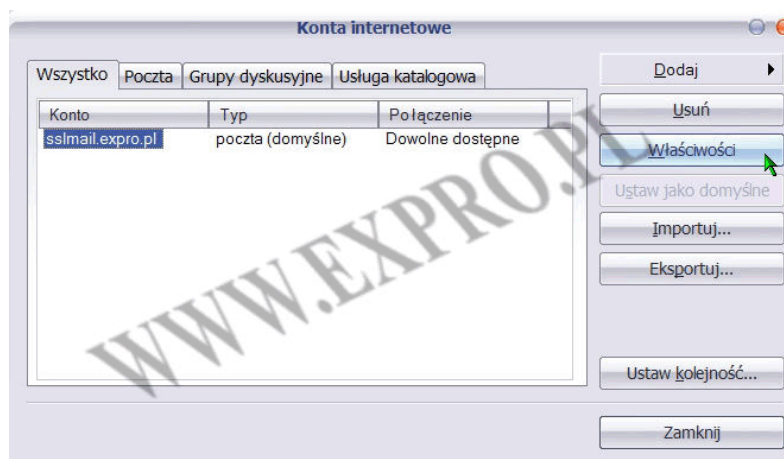 Konta internetowe
Wszystko Poczta Grupy dyskusyjne Usługa katalogowa
Konto Typ Połączenie
sslmail.expro.pl poczta (domyślne) Dowolne dostępne
Dodaj
Usuń
Właściwości
Ustaw jako domyślne
Importuj...
Eksportuj...
Ustaw kolejność...
Zamknij
WWW.EXPRO.PL